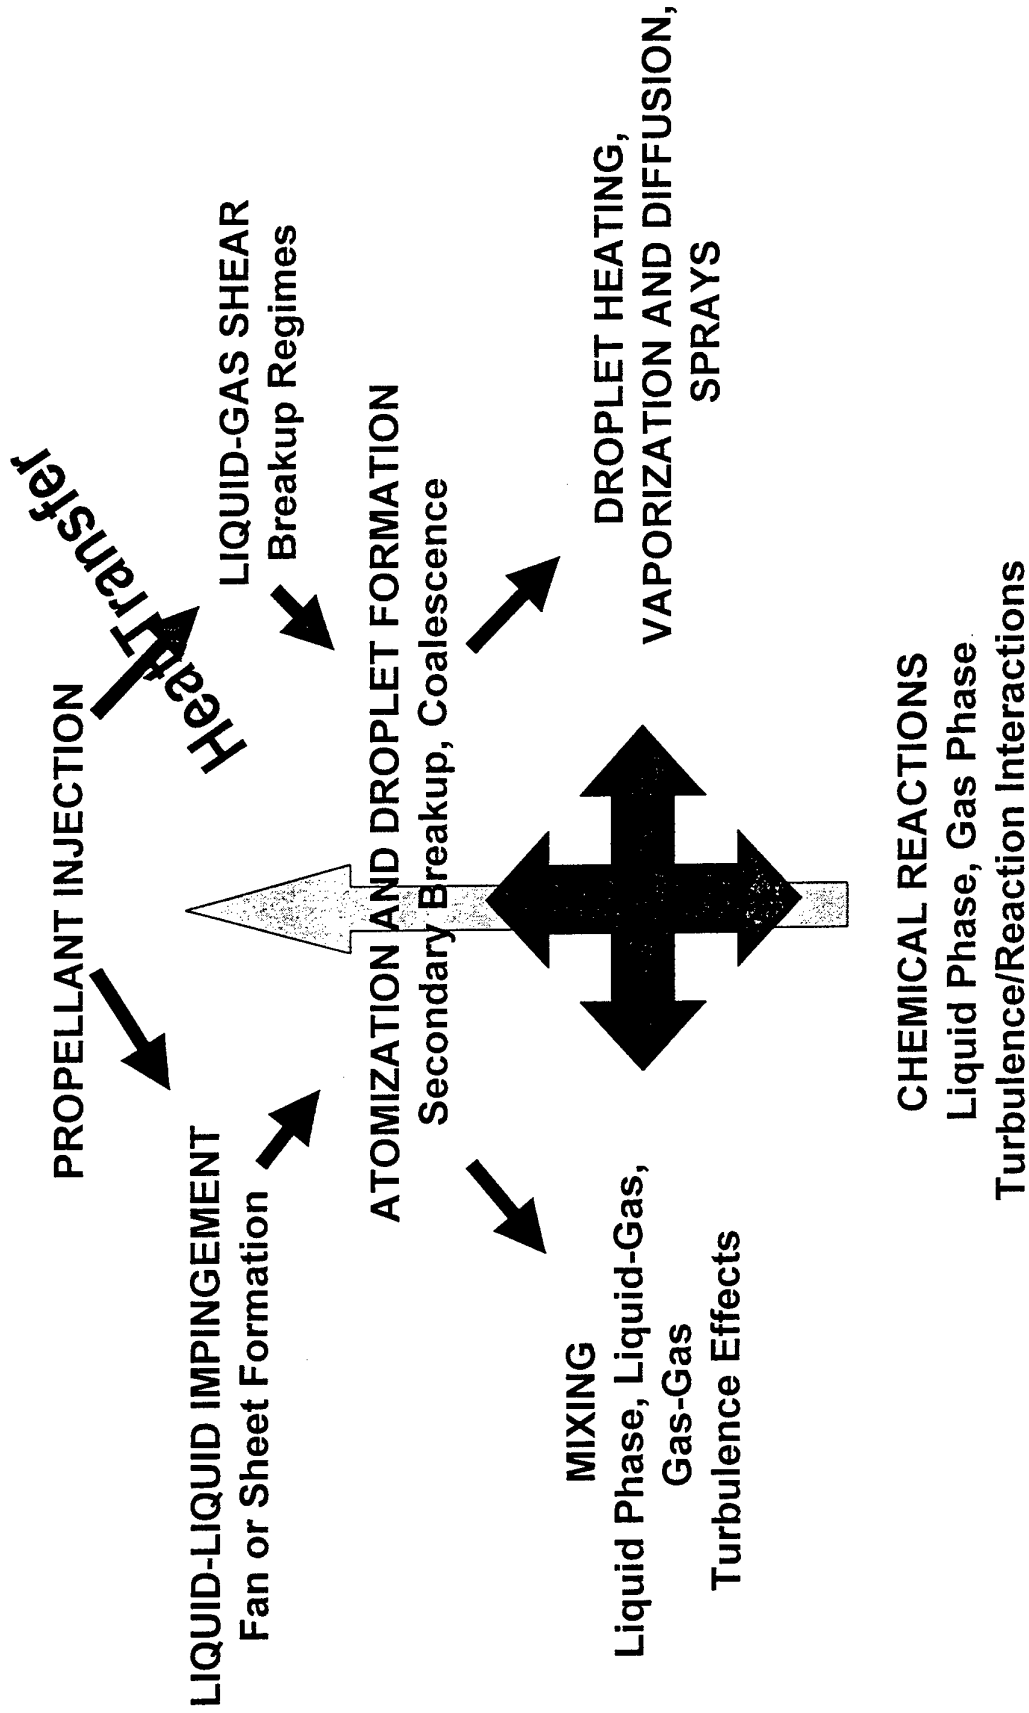 PROPELLANT INJECTION
Heat Transfer
LIQUID-LIQUID IMPINGEMENT
Fan or Sheet Formation
LIQUID-GAS SHEAR
Breakup Regimes
ATOMIZATION AND DROPLET FORMATION
Secondary Breakup, Coalescence
MIXING
Liquid Phase, Liquid-Gas,
Gas-Gas
Turbulence Effects
DROPLET HEATING,
VAPORIZATION AND DIFFUSION,
SPRAYS
CHEMICAL REACTIONS
Liquid Phase, Gas Phase
Turbulence/Reaction Interactions